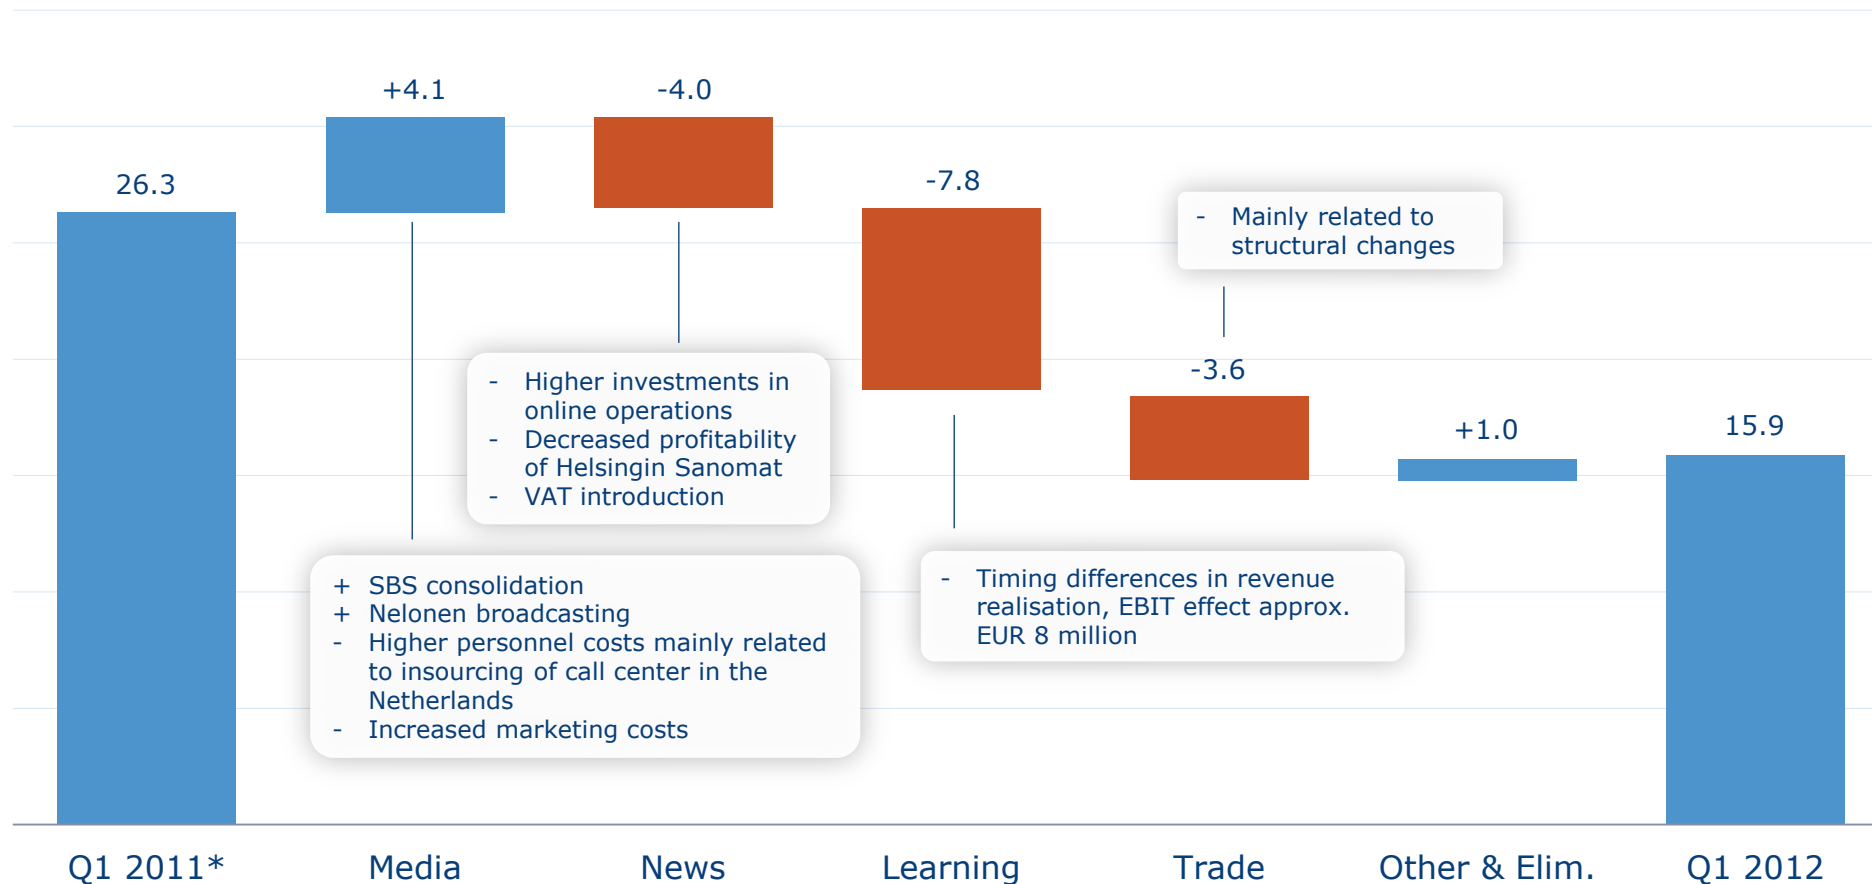 26.3
+4.1
-4.0
-7.8
-3.6
+1.0
15.9
- Mainly related to
structural changes
- Higher investments in
online operations
- Decreased profitability
of Helsingin Sanomat
- VAT introduction
+ SBS consolidation
+ Nelonen broadcasting
- Higher personnel costs mainly related
to insourcing of call center in the
Netherlands
- Increased marketing costs
- Timing differences in revenue
realisation, EBIT effect approx.
EUR 8 million
Q1 2011*
Media
News
Learning
Trade
Other & Elim.
Q1 2012